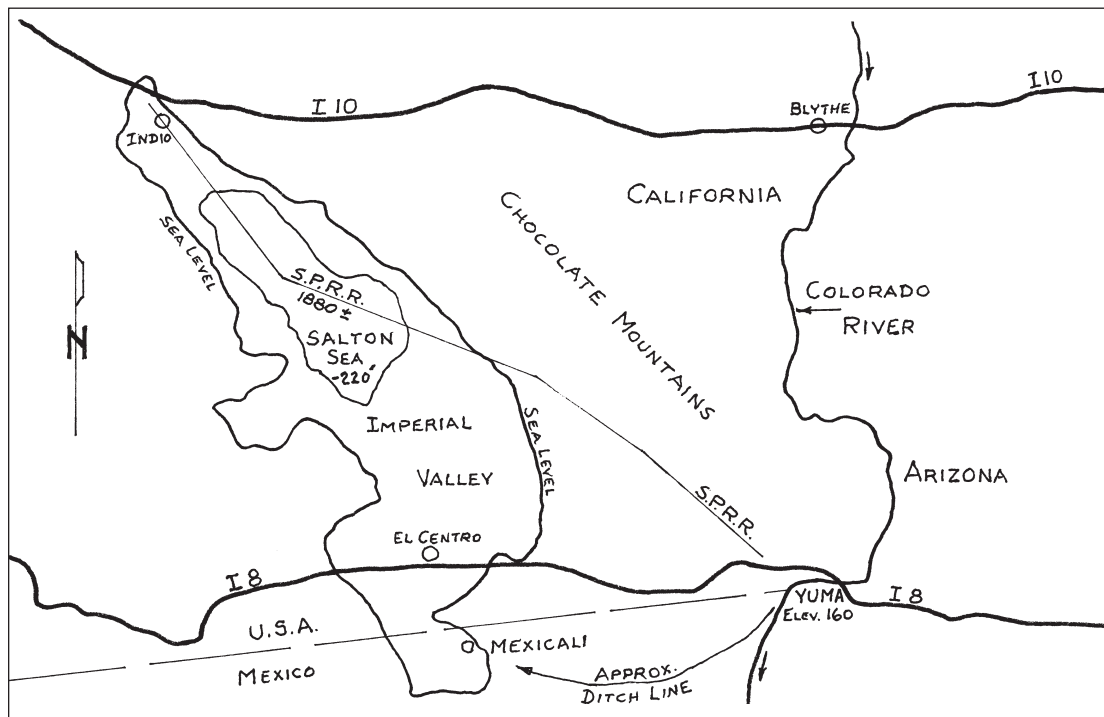 I 10
I 10
BLYTHE
INDIO
CALIFORNIA
CHOCOLATE MOUNTAINS
SEA LEVEL
S.P.R.R.
1880 ±
COLORADO
RIVER
N
SALTON
SEA
-220'
IMPERIAL
VALLEY
SEA LEVEL
ARIZONA
S.P.R.R.
EL CENTRO
I 8
YUMA
ELEV. 160
I 8
U.S.A.
MEXICO
MEXICALI
APPROX.
DITCH LINE